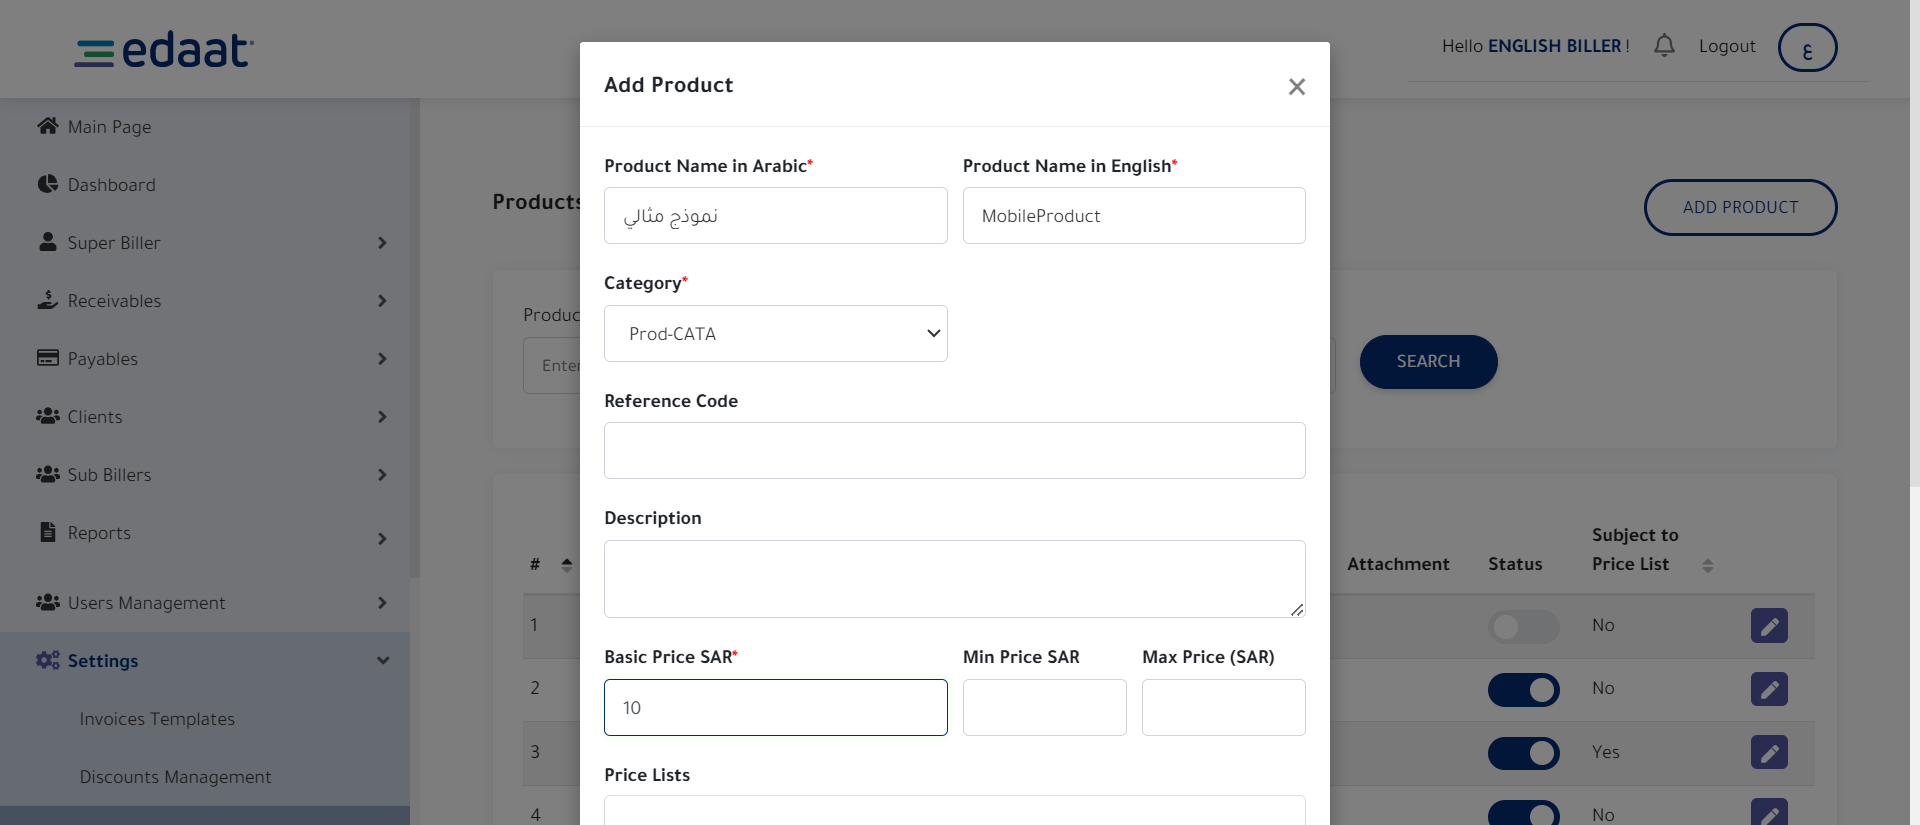 edaat
Hello ENGLISH BILLER !
Logout
ع
Main Page
Dashboard
Super Biller
Receivables
Payables
Clients
Sub Billers
Reports
Users Management
Settings
Invoices Templates
Discounts Management
Products
ADD PRODUCT
SEARCH
#
Attachment
Status
Subject to
Price List
1
No
2
No
3
Yes
4
No
Add Product
Product Name in Arabic*
Product Name in English*
نموذج مثالي
MobileProduct
Category*
Prod-CATA
Reference Code
Description
Basic Price SAR*
Min Price SAR
Max Price (SAR)
10
Price Lists